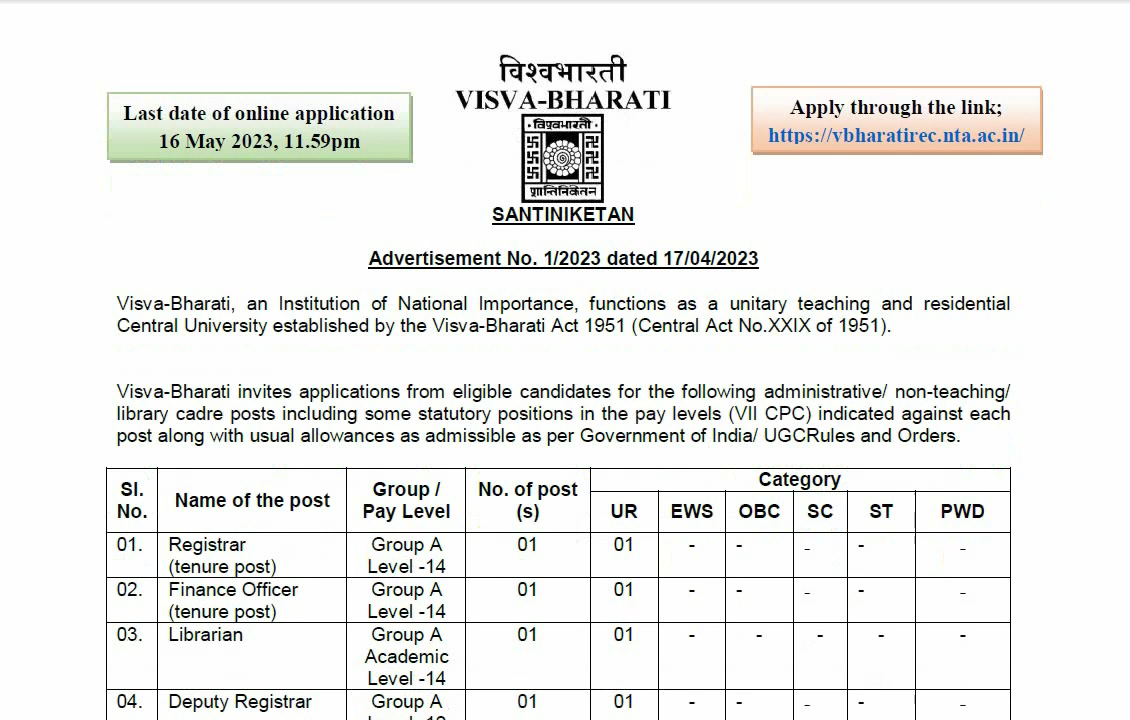 विश्वभारती
VISVA-BHARATI
Last date of online application
16 May 2023, 11.59pm
Apply through the link;
https://vbharatirec.nta.ac.in/
· विश्वभारती ·
SANTINIKETAN
Advertisement No. 1/2023 dated 17/04/2023
Visva-Bharati, an Institution of National Importance, functions as a unitary teaching and residential
Central University established by the Visva-Bharati Act 1951 (Central Act No.XXIX of 1951).
Visva-Bharati invites applications from eligible candidates for the following administrative/ non-teaching/
library cadre posts including some statutory positions in the pay levels (VII CPC) indicated against each
post along with usual allowances as admissible as per Government of India/ UGCRules and Orders.
Sl. No. Name of the post Group / Pay Level No. of post (s) Category
UR EWS OBC SC ST PWD
01. Registrar Group A 01 01 - - - - -
(tenure post) Level -14
02. Finance Officer Group A 01 01 - - - - -
(tenure post) Level -14
03. Librarian Group A 01 01 - - - - -
Academic
Level -14
04. Deputy Registrar Group A 01 01 - - - - -